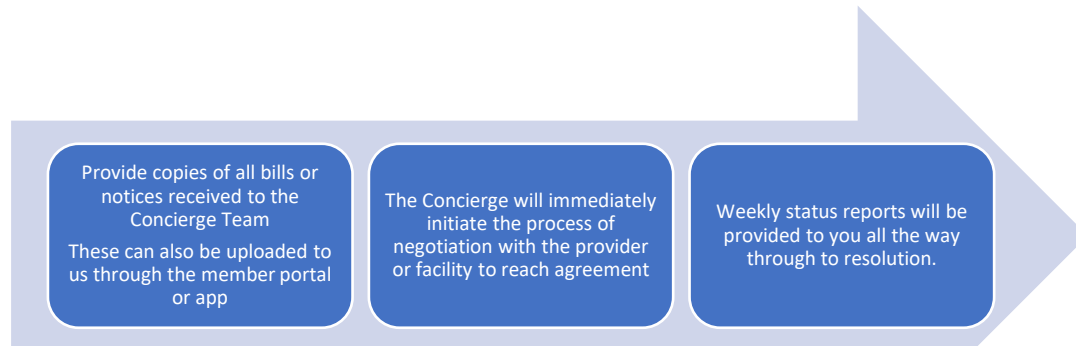 Provide copies of all bills or
notices received to the
Concierge Team
These can also be uploaded to
us through the member portal
or app
The Concierge will immediately
initiate the process of
negotiation with the provider
or facility to reach agreement
Weekly status reports will be
provided to you all the way
through to resolution.